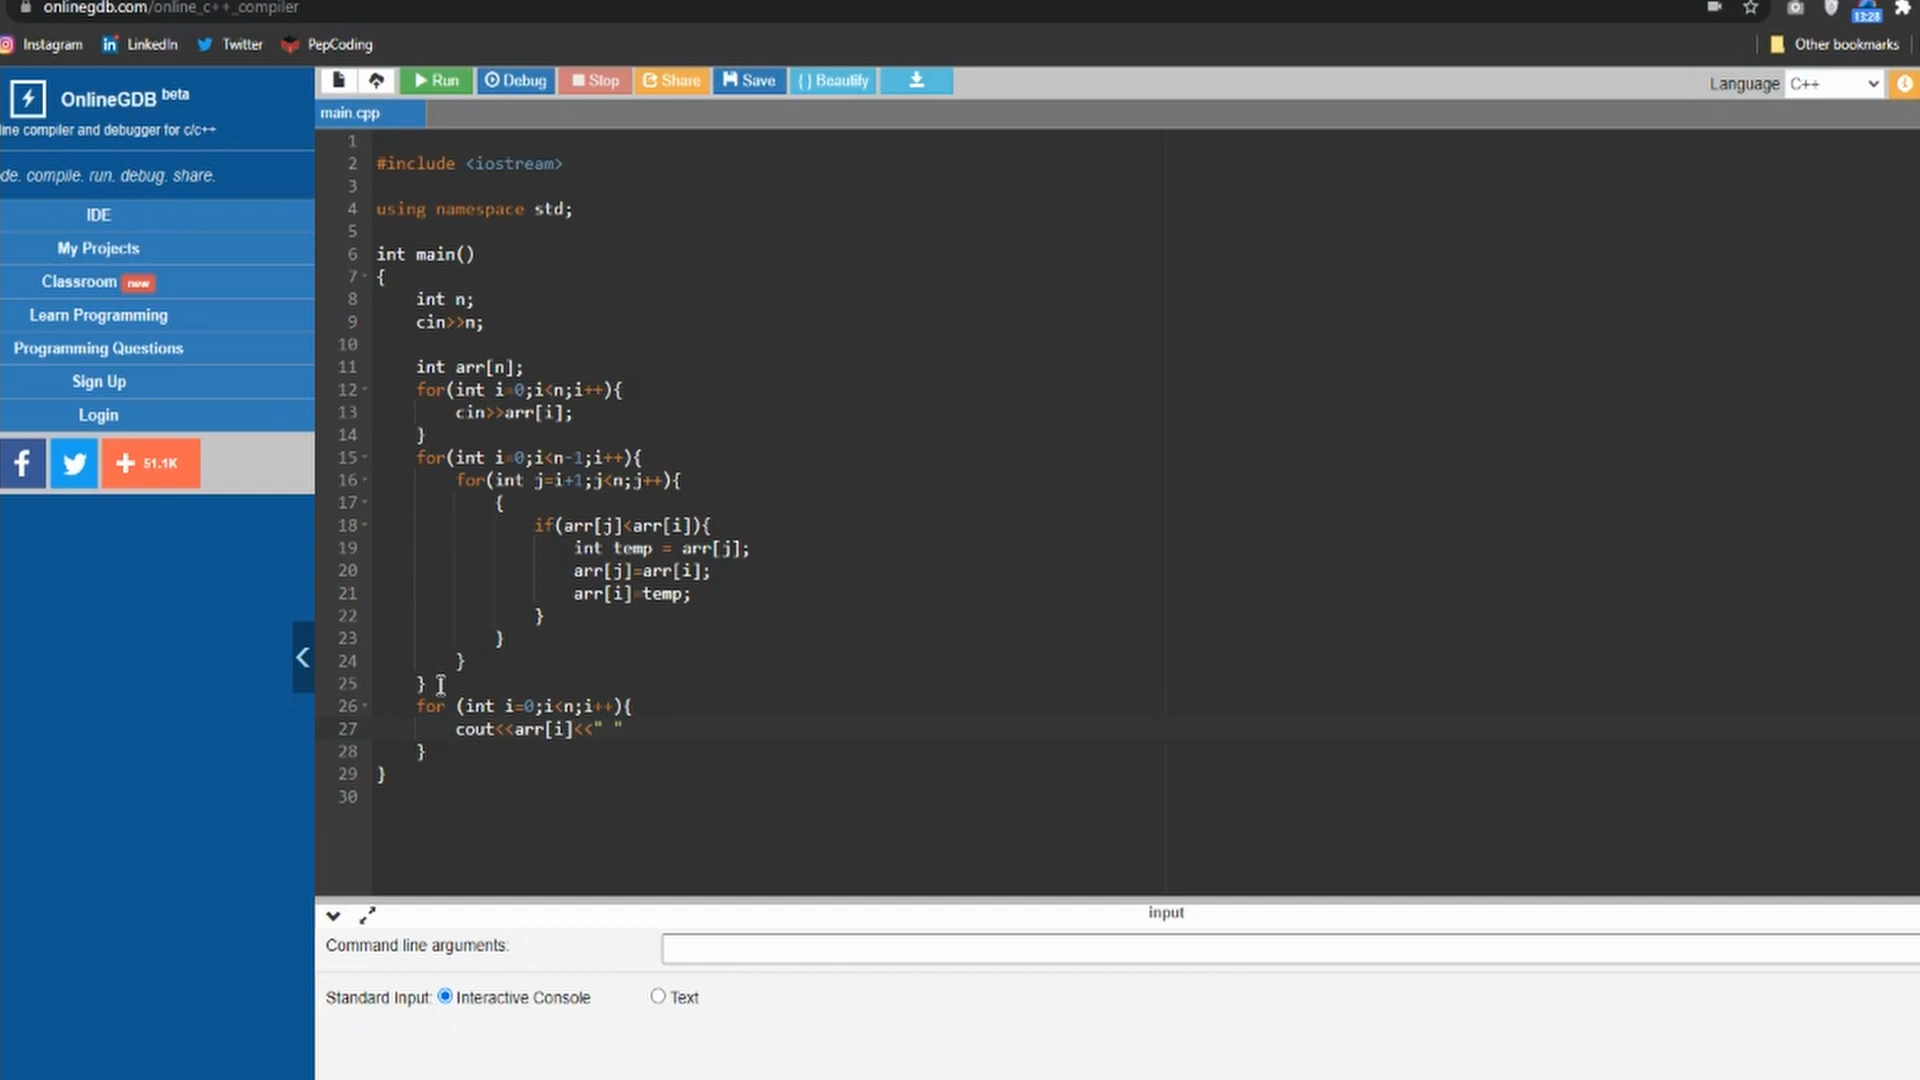 onlinegdb.com/online_c++_compiler
13:28
Instagram LinkedIn Twitter PepCoding Other bookmarks
OnlineGDB beta
line compiler and debugger for c/c++
de. compile. run. debug. share.
IDE
My Projects
Classroom new
Learn Programming
Programming Questions
Sign Up
Login
51.1K
Run Debug Stop Share Save { } Beautify Language C++
main.cpp
1
2 #include <iostream>
3
4 using namespace std;
5
6 int main()
7 {
8 int n;
9 cin>>n;
10
11 int arr[n];
12 for(int i=0;i<n;i++){
13 cin>>arr[i];
14 }
15 for(int i=0;i<n-1;i++){
16 for(int j=i+1;j<n;j++){
17 {
18 if(arr[j]<arr[i]){
19 int temp = arr[j];
20 arr[j]=arr[i];
21 arr[i]=temp;
22 }
23 }
24 }
25 }
26 for (int i=0;i<n;i++){
27 cout<<arr[i]<<" "
28 }
29 }
30
input
Command line arguments:
Standard Input: Interactive Console Text